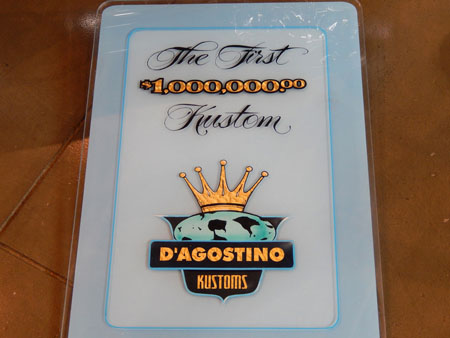 The First
$1,000,000.00
Kustom
D'AGOSTINO
KUSTOMS